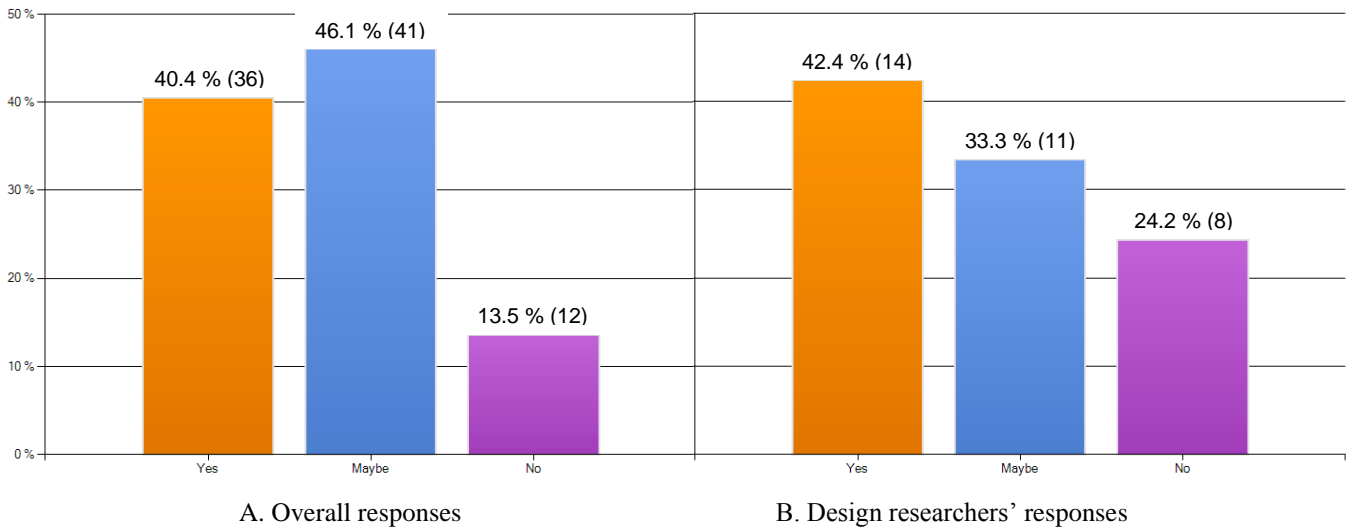 50 %
40 %
30 %
20 %
10 %
0 %
40.4 % (36)
46.1 % (41)
13.5 % (12)
Yes
Maybe
No
42.4 % (14)
33.3 % (11)
24.2 % (8)
Yes
Maybe
No
A. Overall responses
B. Design researchers’ responses